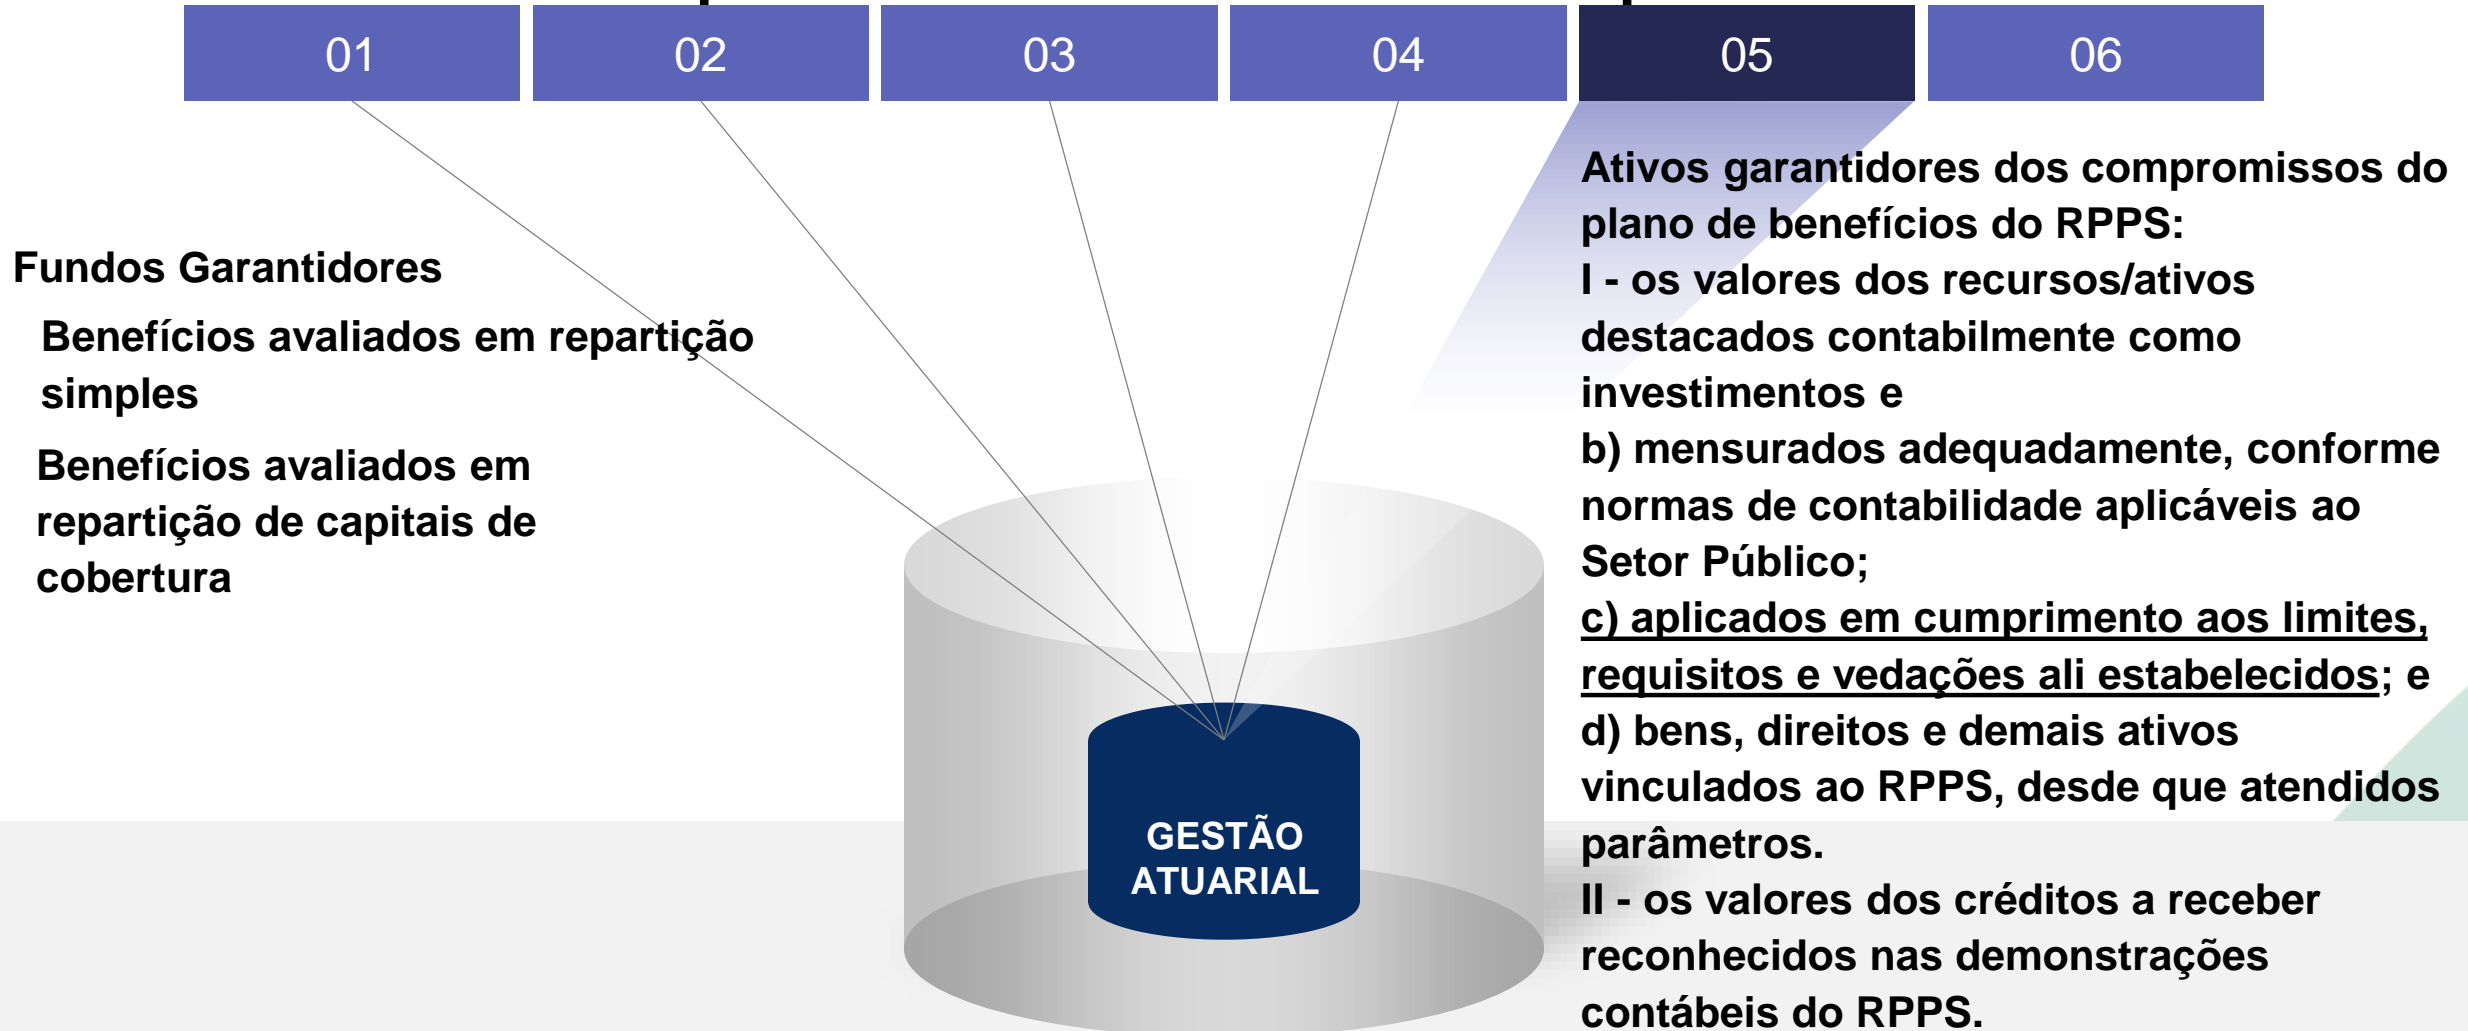 01
02
03
04
05
06
Fundos Garantidores
Benefícios avaliados em repartição
simples
Benefícios avaliados em
repartição de capitais de
cobertura
GESTÃO
ATUARIAL
Ativos garantidores dos compromissos do
plano de benefícios do RPPS:
I - os valores dos recursos/ativos
destacados contabilmente como
investimentos e
b) mensurados adequadamente, conforme
normas de contabilidade aplicáveis ao
Setor Público;
c) aplicados em cumprimento aos limites,
requisitos e vedações ali estabelecidos; e
d) bens, direitos e demais ativos
vinculados ao RPPS, desde que atendidos
parâmetros.
II - os valores dos créditos a receber
reconhecidos nas demonstrações
contábeis do RPPS.